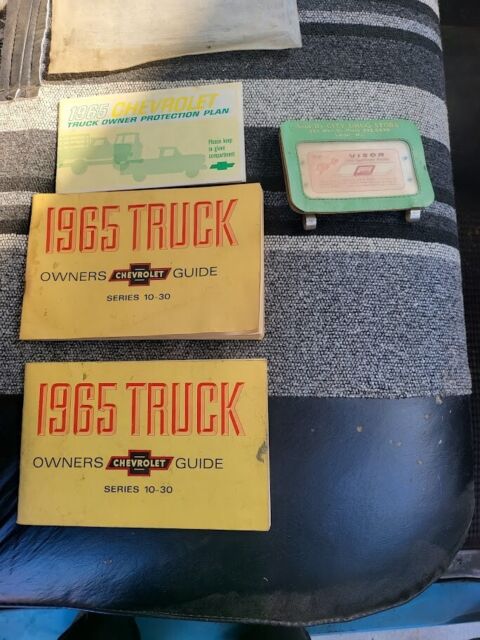 1965 CHEVROLET
TRUCK OWNER PROTECTION PLAN
Please keep
in glove
compartment
VISOR
1965 TRUCK
OWNERS CHEVROLET GUIDE
SERIES 10-30
1965 TRUCK
OWNERS CHEVROLET GUIDE
SERIES 10-30